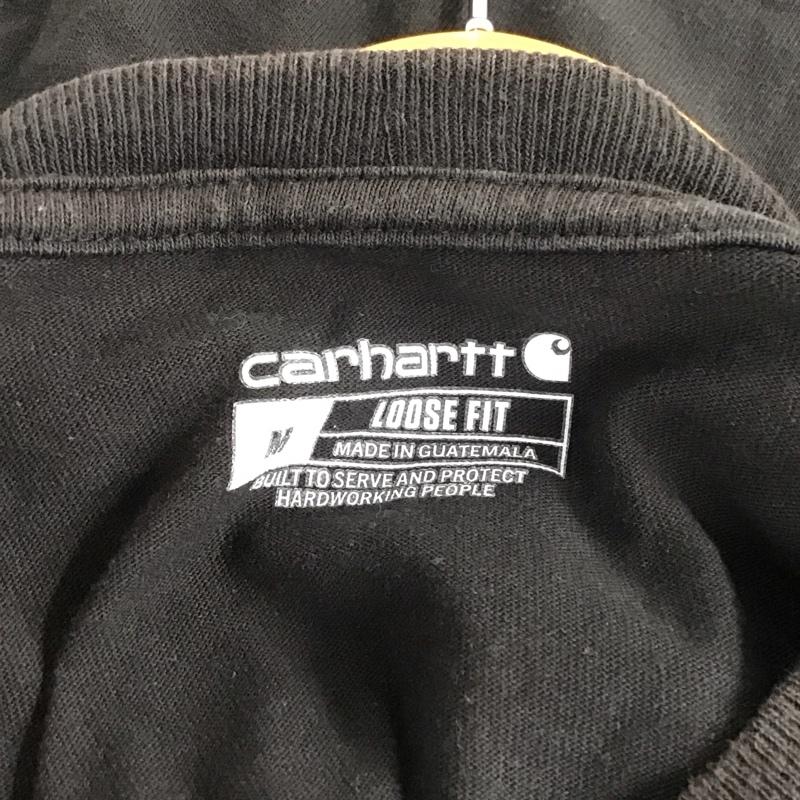 carhartt
LOOSE FIT
M
MADE IN GUATEMALA
BUILT TO SERVE AND PROTECT
HARDWORKING PEOPLE